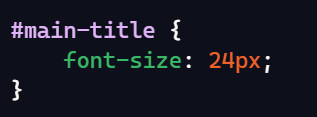 #main-title {
    font-size: 24px;
}